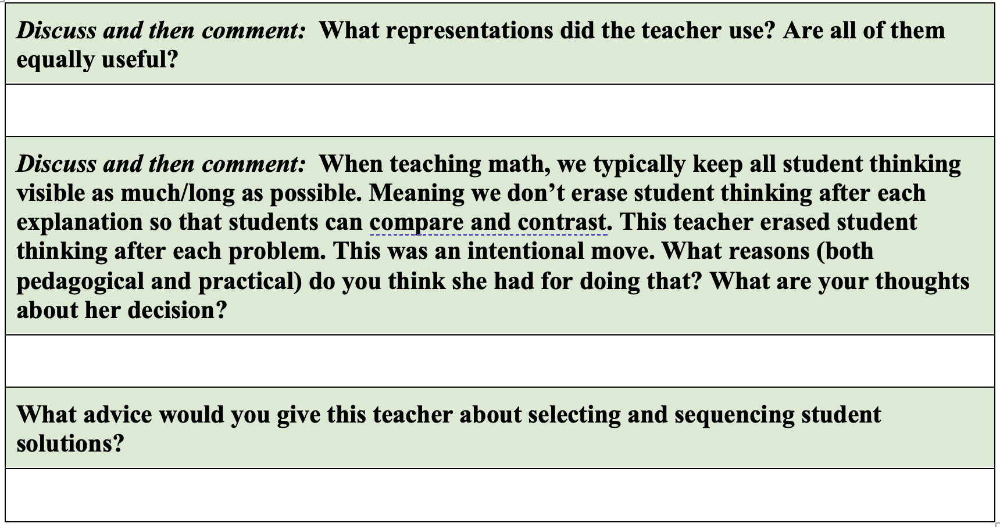 Discuss and then comment: What representations did the teacher use? Are all of them
equally useful?
Discuss and then comment: When teaching math, we typically keep all student thinking
visible as much/long as possible. Meaning we don’t erase student thinking after each
explanation so that students can compare and contrast. This teacher erased student
thinking after each problem. This was an intentional move. What reasons (both
pedagogical and practical) do you think she had for doing that? What are your thoughts
about her decision?
What advice would you give this teacher about selecting and sequencing student
solutions?